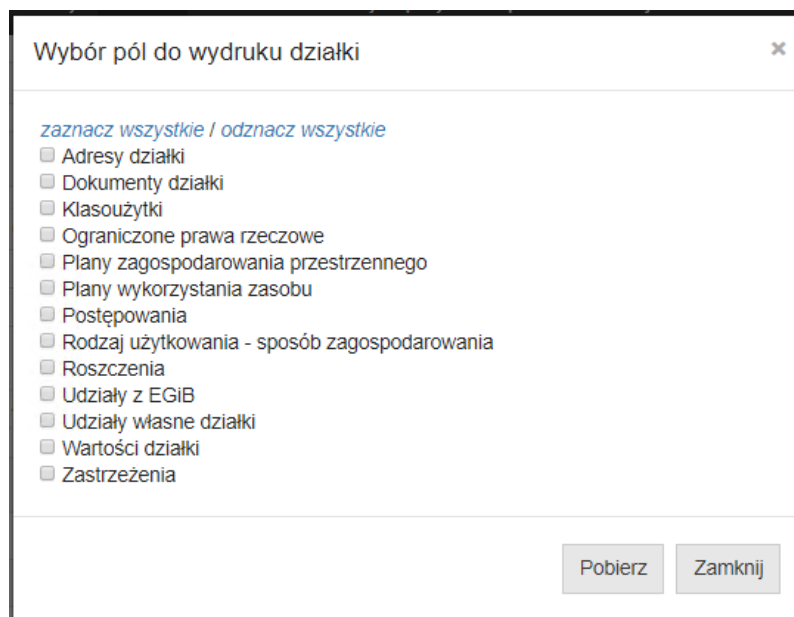 Wybór pól do wydruku działki
×
zaznacz wszystkie / odznacz wszystkie
Adresy działki
Dokumenty działki
Klasoużytki
Ograniczone prawa rzeczowe
Plany zagospodarowania przestrzennego
Plany wykorzystania zasobu
Postępowania
Rodzaj użytkowania - sposób zagospodarowania
Roszczenia
Udziały z EGiB
Udziały własne działki
Wartości działki
Zastrzeżenia
Pobierz Zamknij